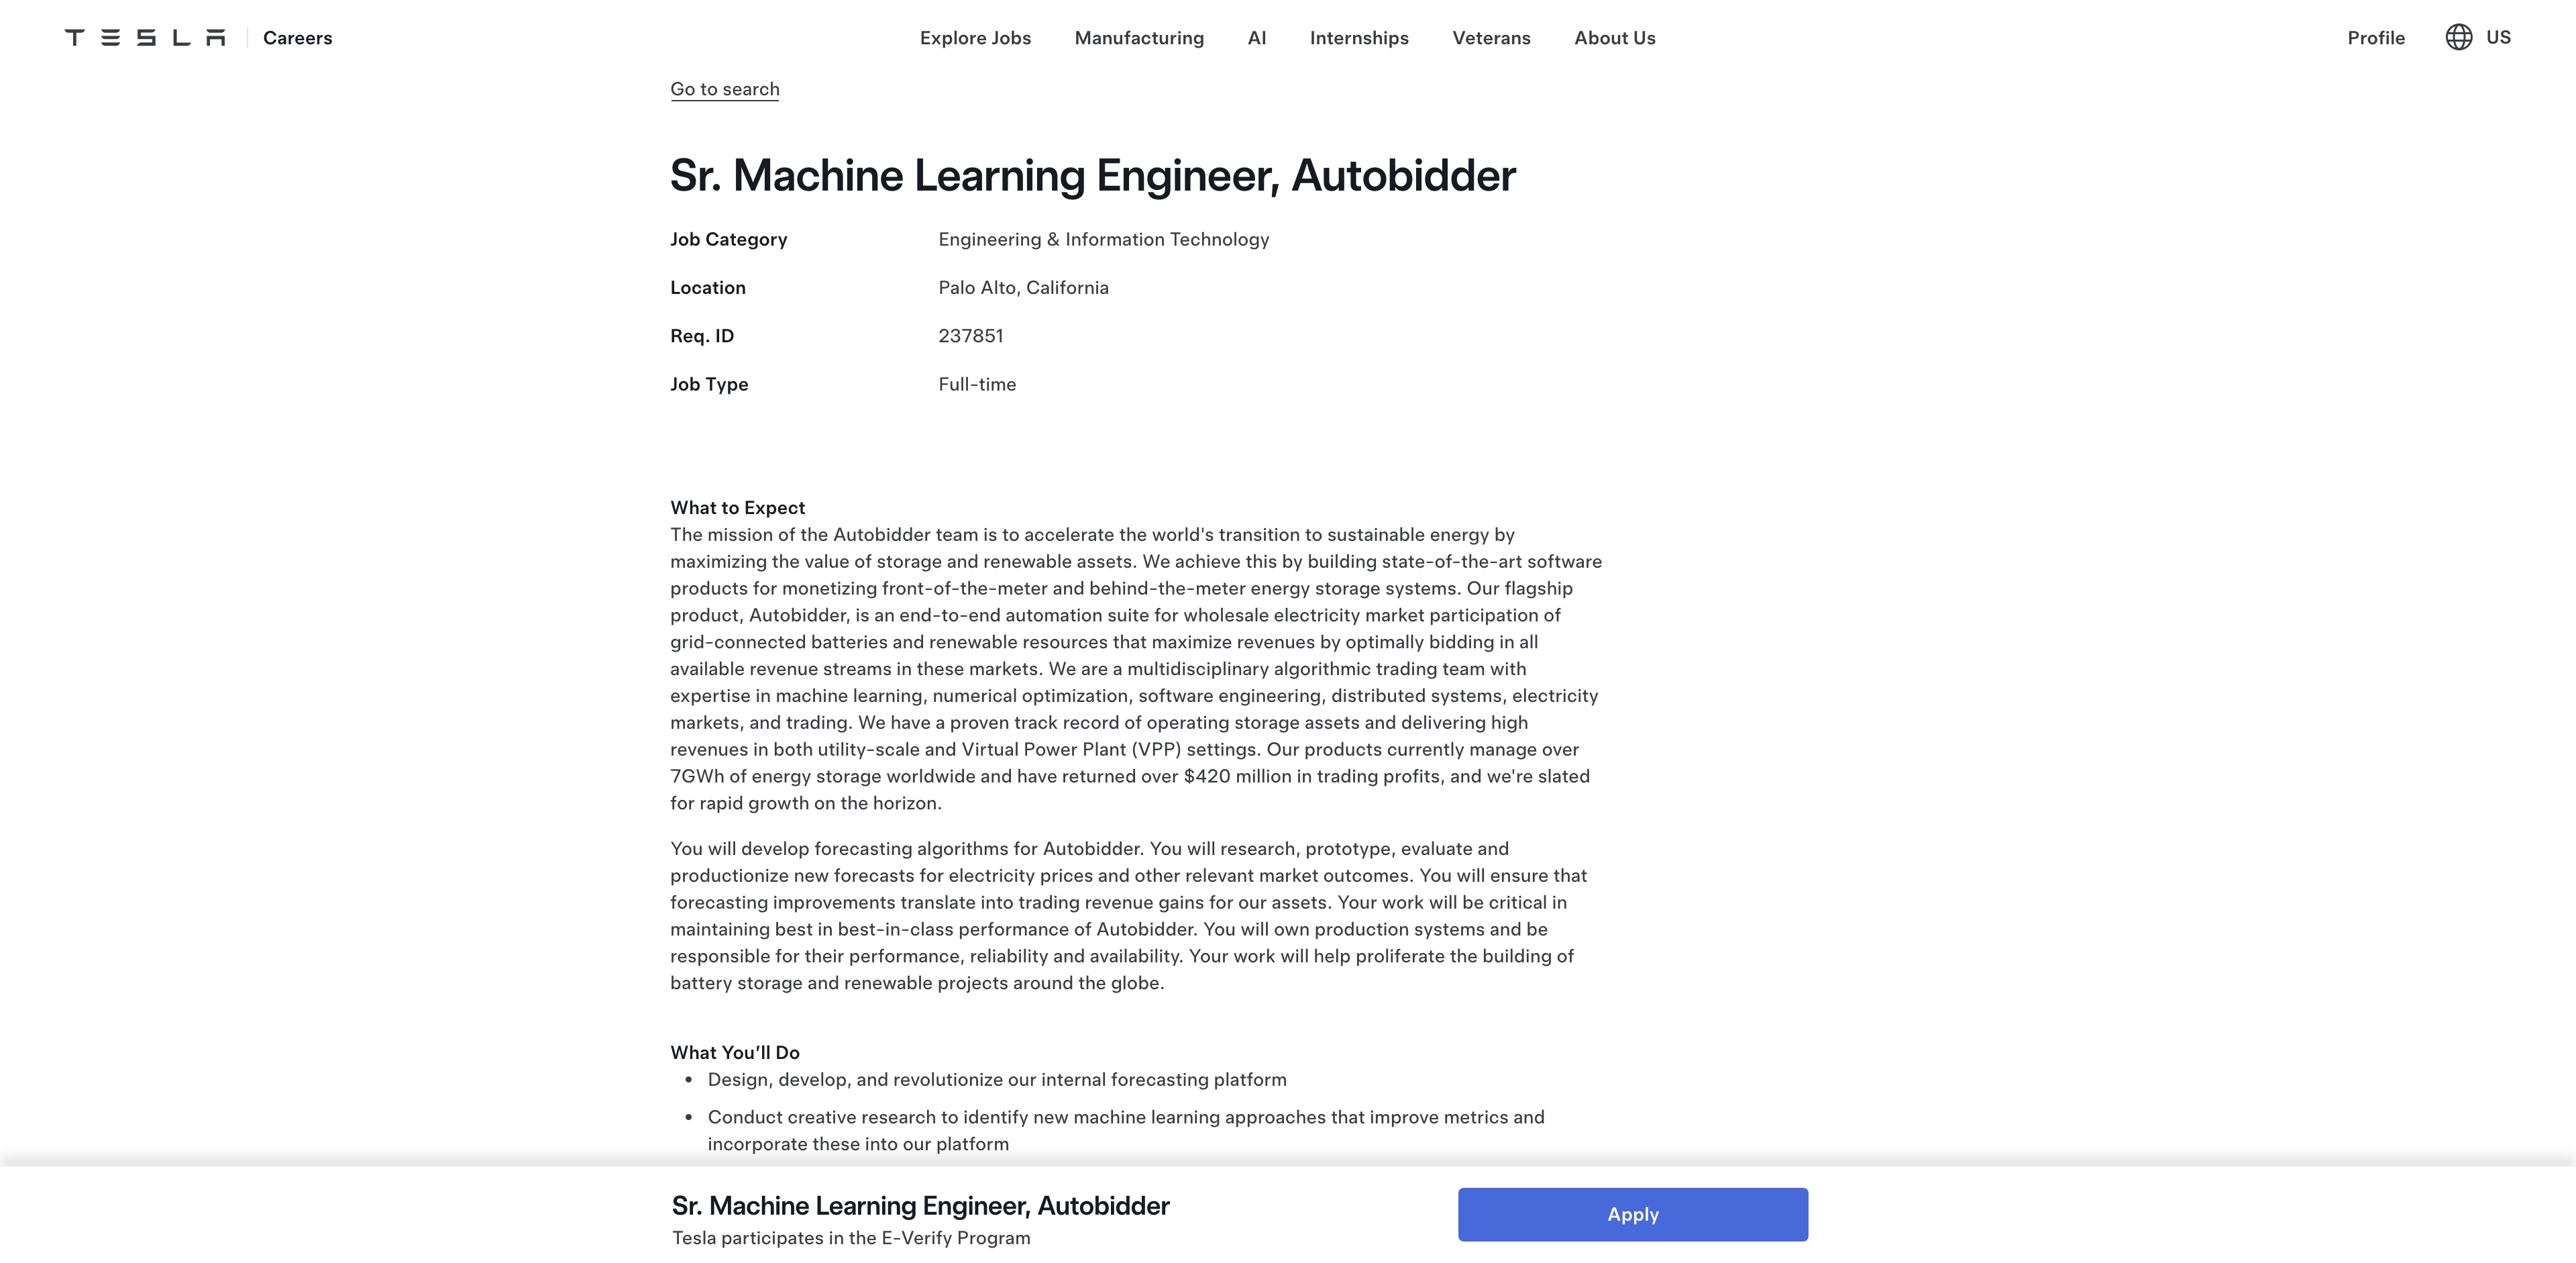 TESLA Careers Explore Jobs Manufacturing AI Internships Veterans About Us Profile US
Go to search
Sr. Machine Learning Engineer, Autobidder
Job Category Engineering & Information Technology
Location Palo Alto, California
Req. ID 237851
Job Type Full-time
What to Expect
The mission of the Autobidder team is to accelerate the world's transition to sustainable energy by
maximizing the value of storage and renewable assets. We achieve this by building state-of-the-art software
products for monetizing front-of-the-meter and behind-the-meter energy storage systems. Our flagship
product, Autobidder, is an end-to-end automation suite for wholesale electricity market participation of
grid-connected batteries and renewable resources that maximize revenues by optimally bidding in all
available revenue streams in these markets. We are a multidisciplinary algorithmic trading team with
expertise in machine learning, numerical optimization, software engineering, distributed systems, electricity
markets, and trading. We have a proven track record of operating storage assets and delivering high
revenues in both utility-scale and Virtual Power Plant (VPP) settings. Our products currently manage over
7GWh of energy storage worldwide and have returned over $420 million in trading profits, and we're slated
for rapid growth on the horizon.
You will develop forecasting algorithms for Autobidder. You will research, prototype, evaluate and
productionize new forecasts for electricity prices and other relevant market outcomes. You will ensure that
forecasting improvements translate into trading revenue gains for our assets. Your work will be critical in
maintaining best in best-in-class performance of Autobidder. You will own production systems and be
responsible for their performance, reliability and availability. Your work will help proliferate the building of
battery storage and renewable projects around the globe.
What You’ll Do
• Design, develop, and revolutionize our internal forecasting platform
• Conduct creative research to identify new machine learning approaches that improve metrics and
incorporate these into our platform
Sr. Machine Learning Engineer, Autobidder
Tesla participates in the E-Verify Program
Apply